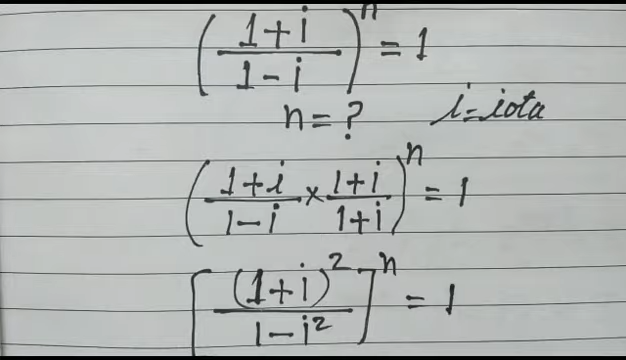 ((1+i)/(1-i))^n = 1
n = ? i = iota
((1+i)/(1-i) × (1+i)/(1+i))^n = 1
[(1+i)^2/(1-i^2)]^n = 1